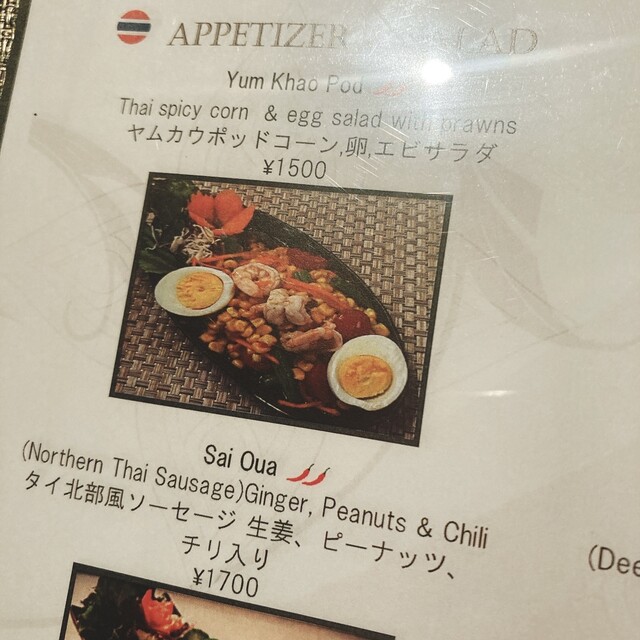 APPETIZER
Yum Khao Pod
Thai spicy corn & egg salad with prawns
ヤムカウポッドコーン,卵,エビサラダ
¥1500
Sai Oua
(Northern Thai Sausage)Ginger, Peanuts & Chili
タイ北部風ソーセージ 生姜、ピーナッツ、
チリ入り
¥1700
(Dee